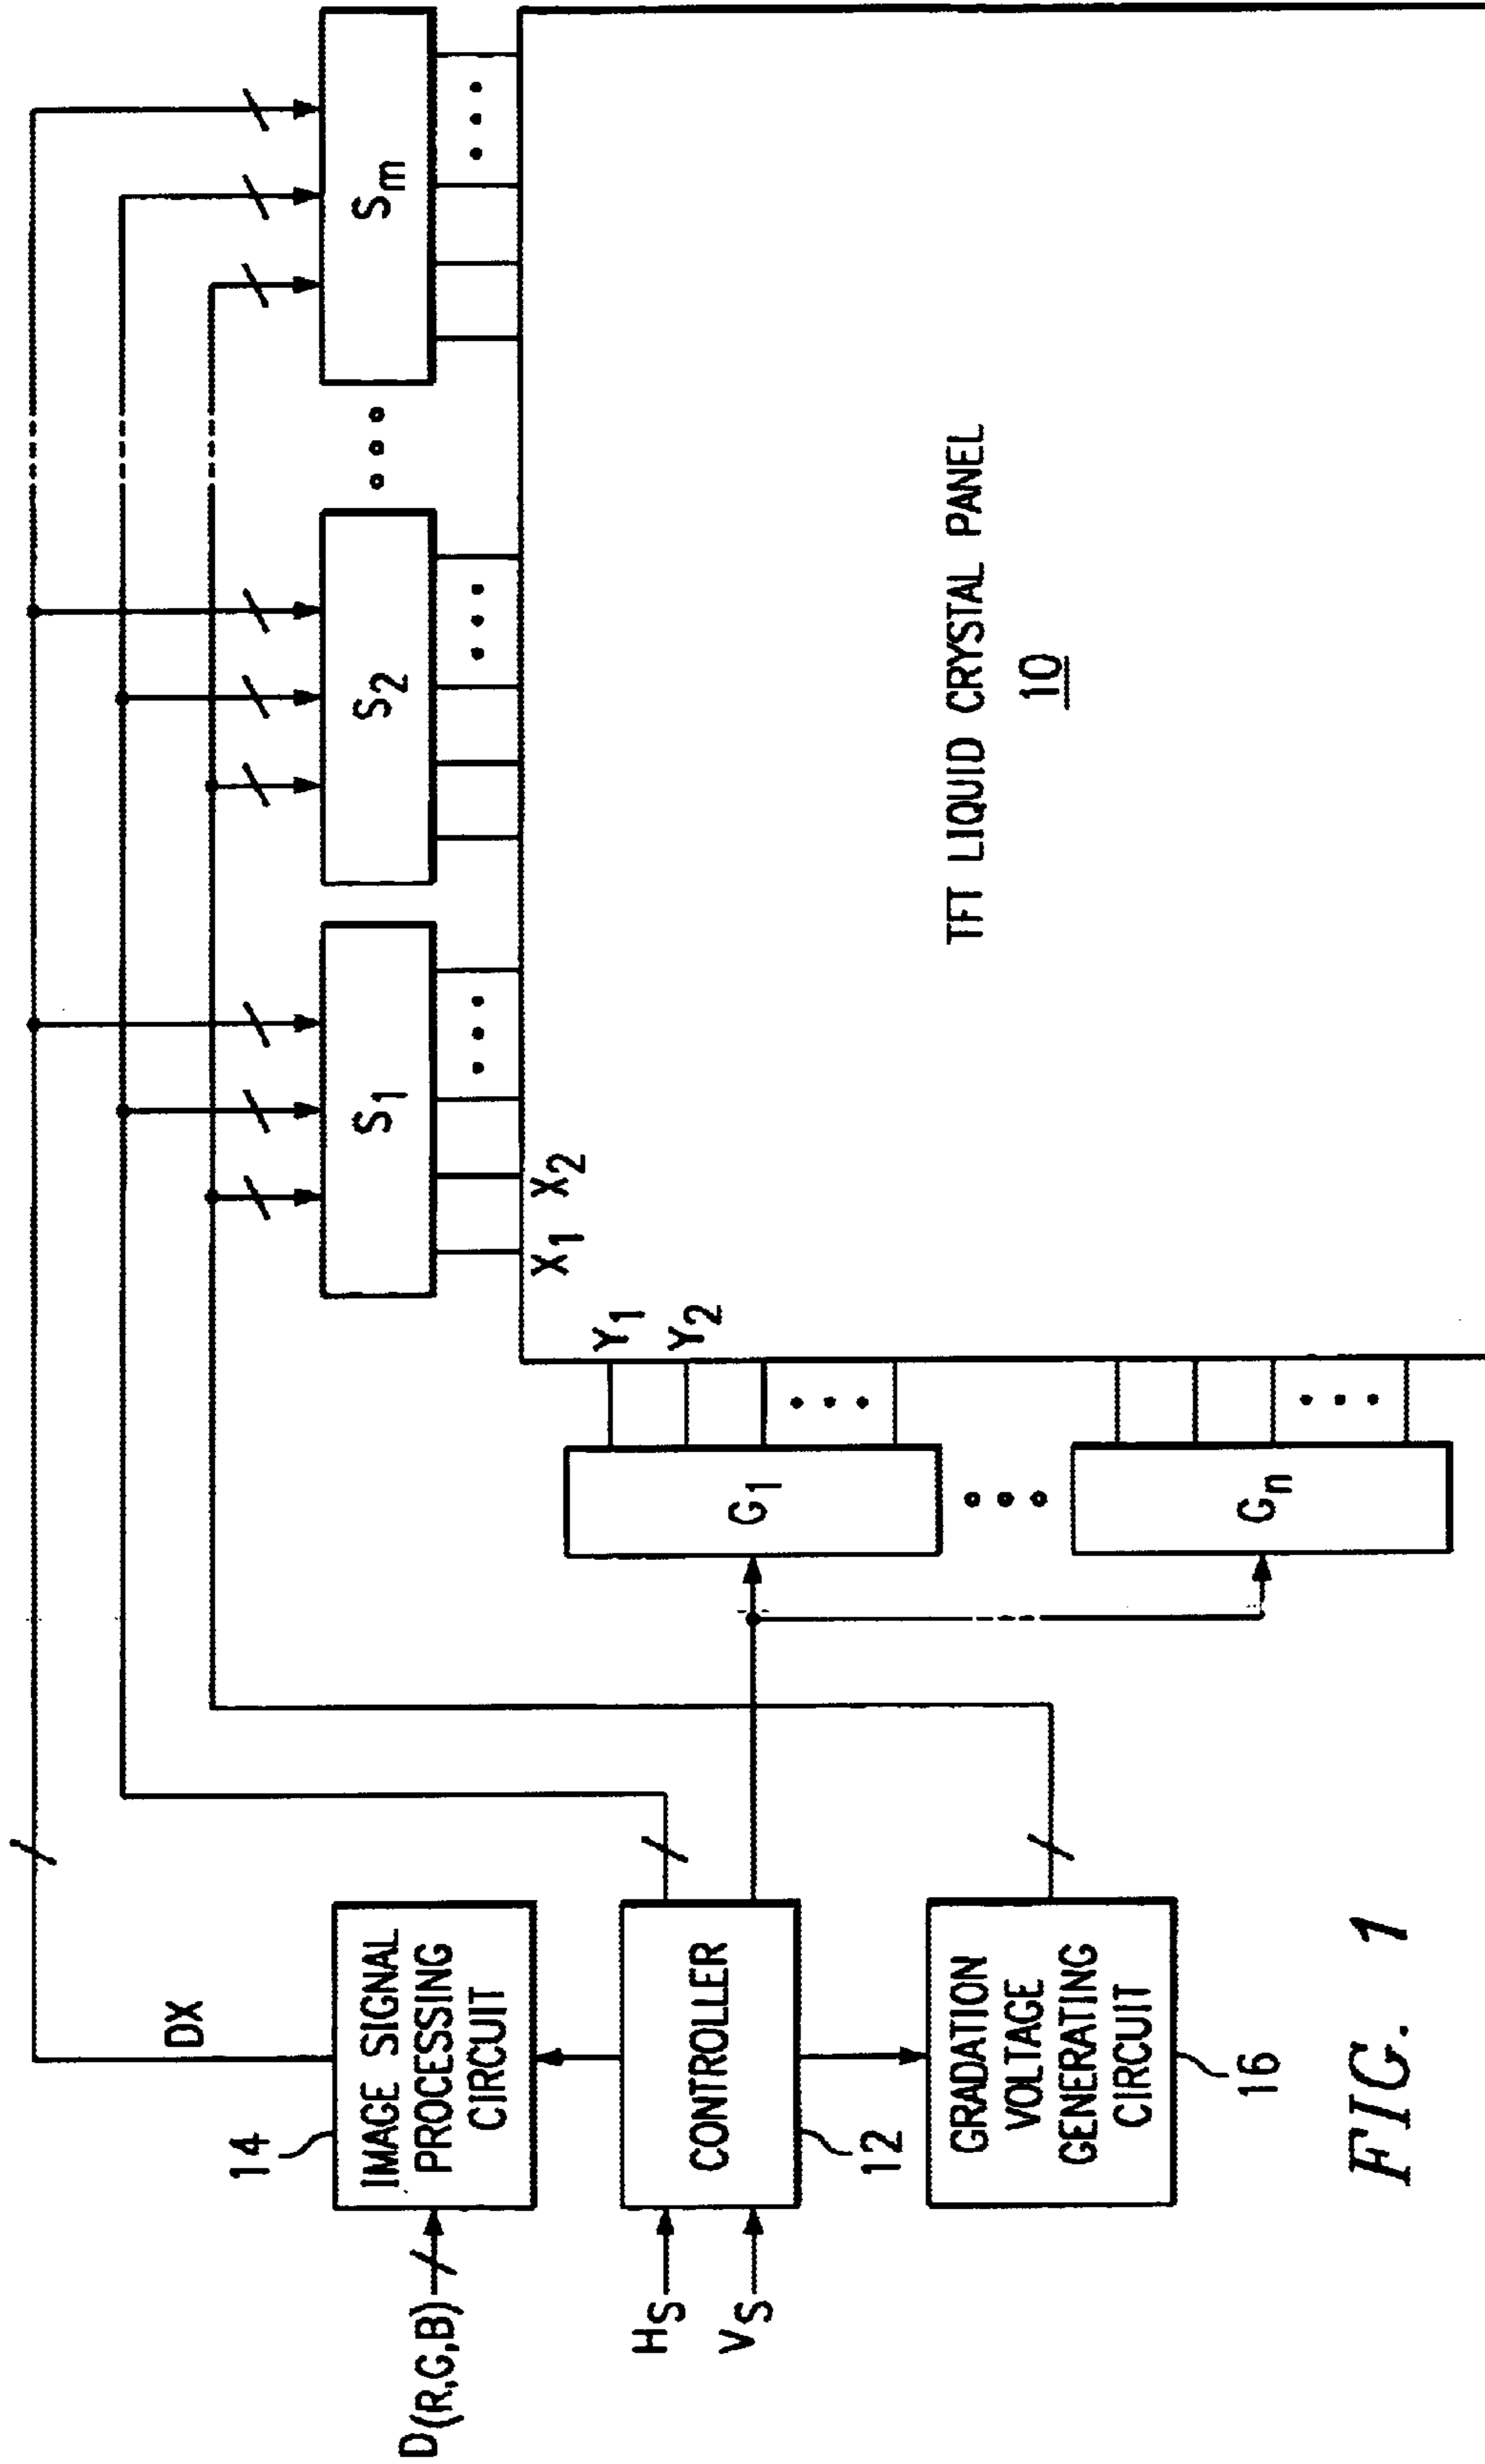 DX
14
IMAGE SIGNAL
PROCESSING
CIRCUIT
D(R,G,B)
HS
VS
CONTROLLER
12
GRADATION
VOLTAGE
GENERATING
CIRCUIT
16
S1
S2
Sm
X1 X2
Y1
Y2
G1
Gn
TFT LIQUID CRYSTAL PANEL
10
FIG. 1